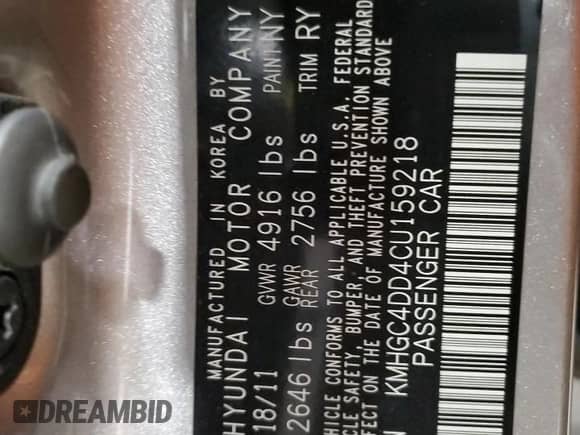 MANUFACTURED IN KOREA BY
HYUNDAI MOTOR COMPANY
18/11 GVWR 4916 lbs PAINT NY
2646 lbs GAWR REAR 2756 lbs TRIM RY
VEHICLE CONFORMS TO ALL APPLICABLE U.S.A. FEDERAL
VEHICLE SAFETY, BUMPER, AND THEFT PREVENTION STANDARD
EFFECT ON THE DATE OF MANUFACTURE SHOWN ABOVE
KMHGC4DD4CU159218
PASSENGER CAR
DREAMBID